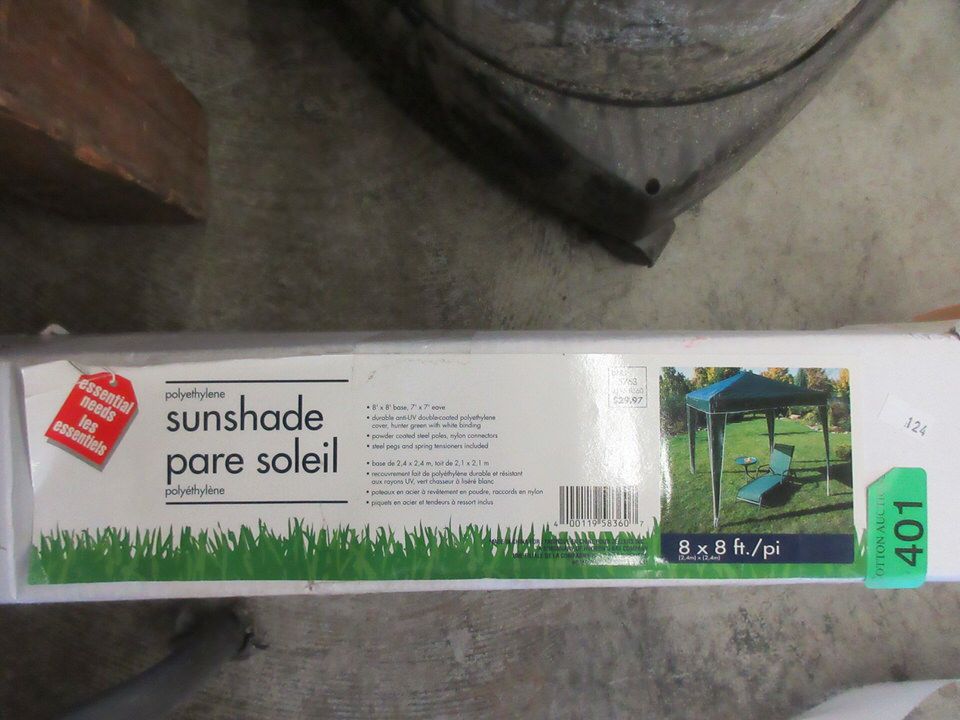 essential
needs
les
essentiels
polyethylene
sunshade
pare soleil
polyéthylène
• 8' x 8' base, 7' x 7' eave
• durable anti-UV double-coated polyethylene
cover, hunter green with white binding
• powder coated steel poles, nylon connectors
• steel pegs and spring tensioners included
• base de 2,4 x 2,4 m, toit de 2,1 x 2,1 m
• recouvrement fait de polyéthylène durable et résistant
aux rayons UV, vert chasseur à liséré blanc
• poteaux en acier à revêtement en poudre, raccords en nylon
• piquets en acier et tendeurs à ressort inclus
$29.97
4 00119 58360 7
8 x 8 ft./pi
(2,4m) x (2,4m)
124
401